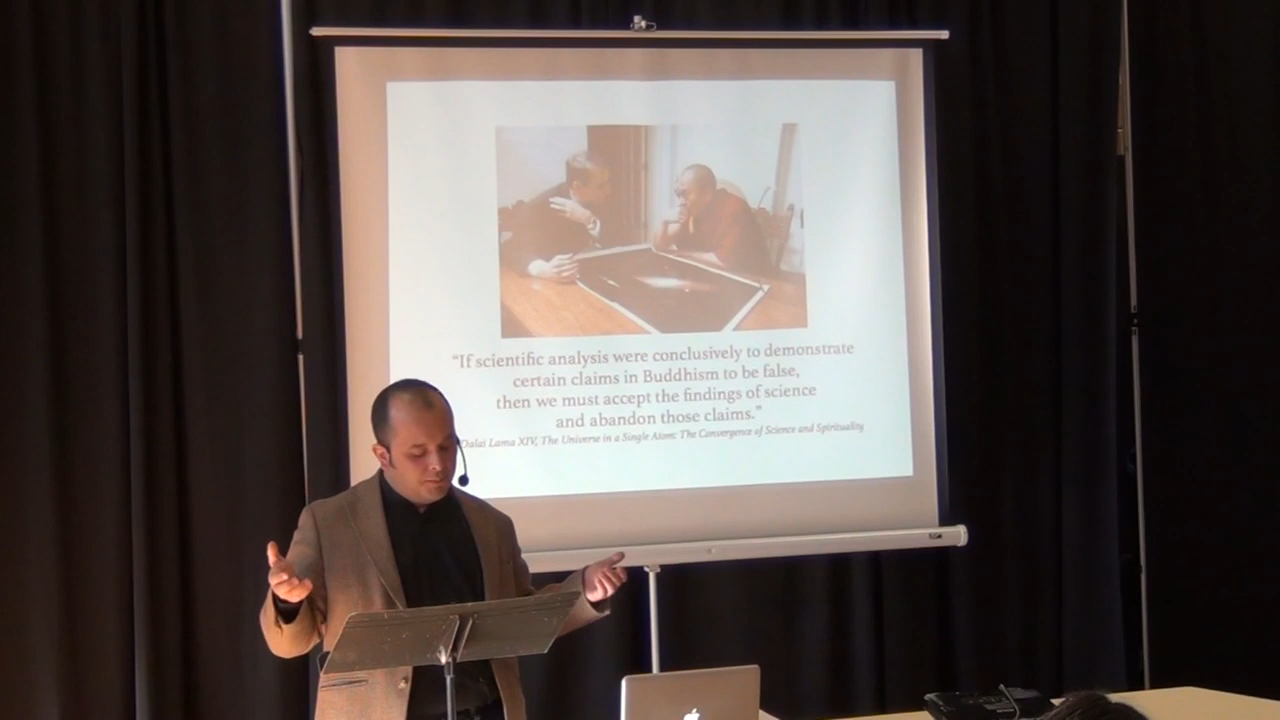 “If scientific analysis were conclusively to demonstrate
certain claims in Buddhism to be false,
then we must accept the findings of science
and abandon those claims.”
Dalai Lama XIV, The Universe in a Single Atom: The Convergence of Science and Spirituality